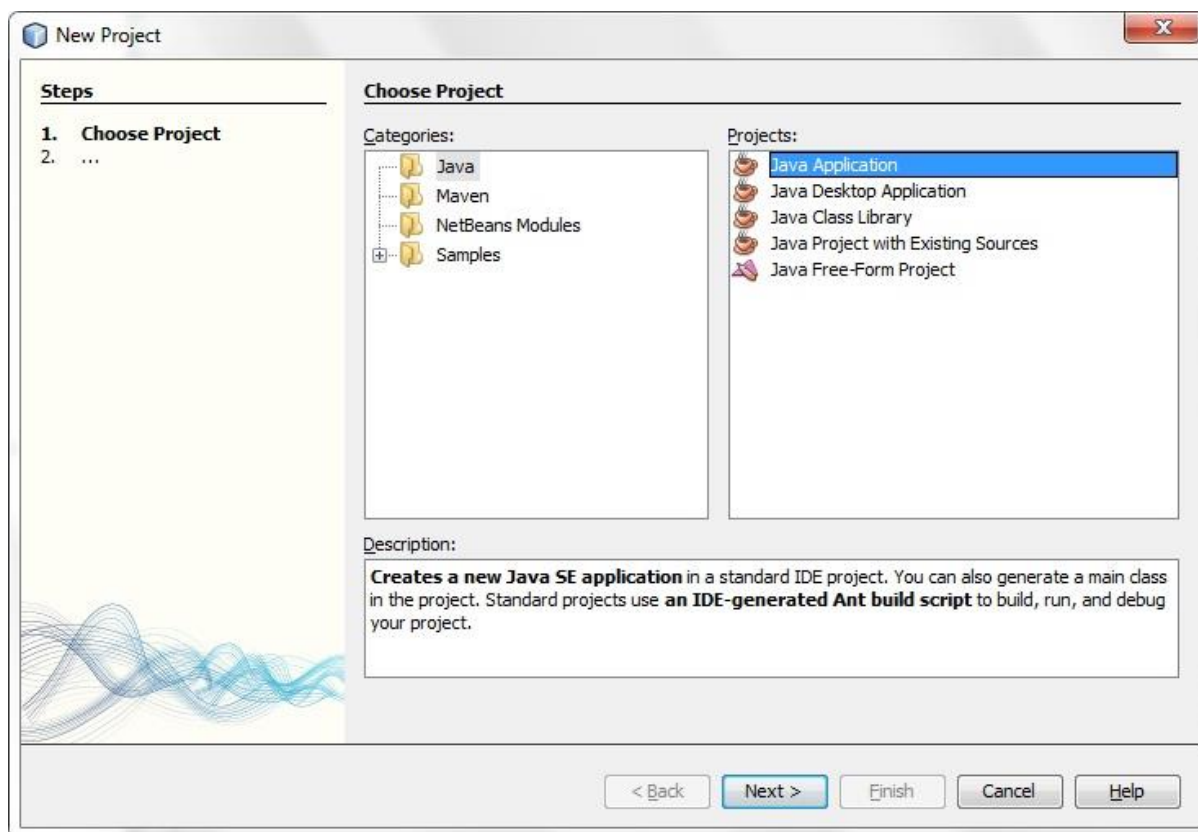 New Project
Steps
1. Choose Project
2. ...
Choose Project
Categories:
Java
Maven
NetBeans Modules
Samples
Projects:
Java Application
Java Desktop Application
Java Class Library
Java Project with Existing Sources
Java Free-Form Project
Description:
Creates a new Java SE application in a standard IDE project. You can also generate a main class
in the project. Standard projects use an IDE-generated Ant build script to build, run, and debug
your project.
< Back
Next >
Finish
Cancel
Help